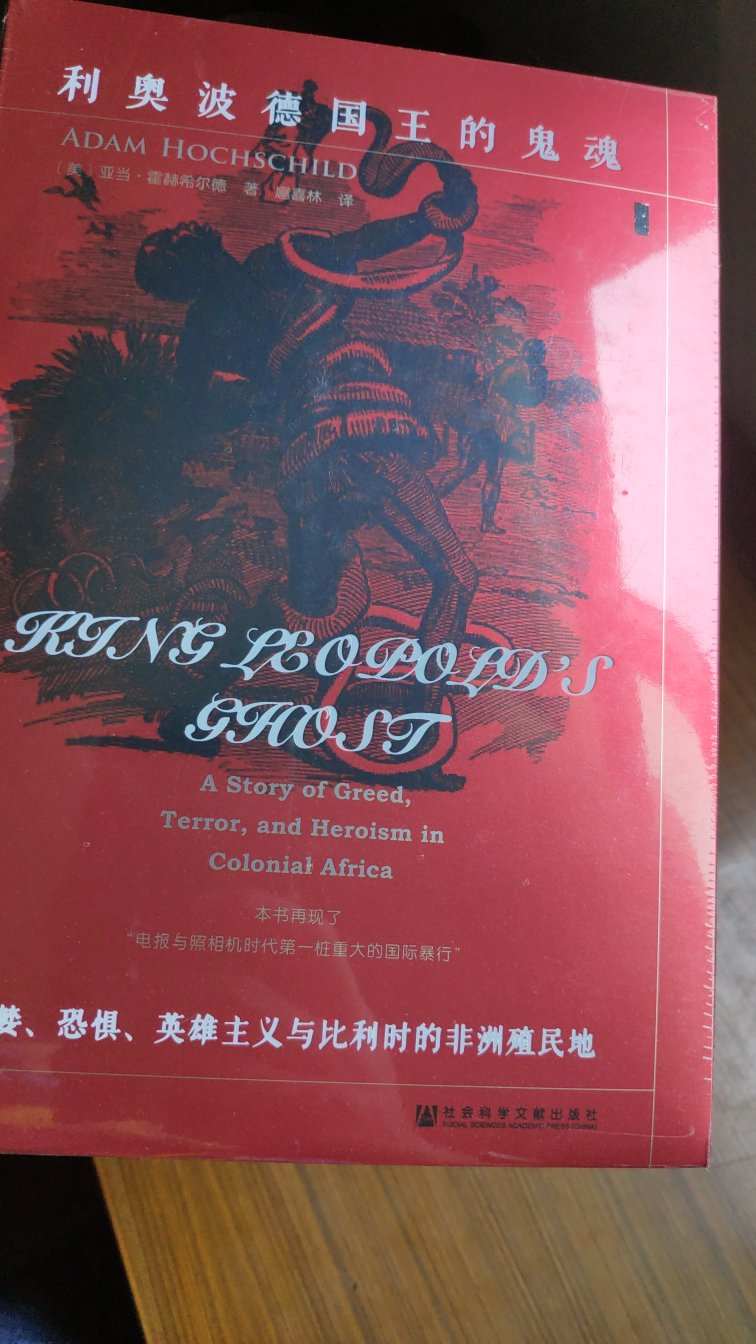 利奥波德国王的鬼魂
ADAM HOCHSCHILD
〔美〕亚当·霍赫希尔德 著 扈喜林 译
KING LEOPOLD'S
GHOST
A Story of Greed,
Terror, and Heroism in
Colonial Africa
本书再现了
“电报与照相机时代第一桩重大的国际暴行”
、恐惧、英雄主义与比利时的非洲殖民地
社会科学文献出版社
SOCIAL SCIENCES ACADEMIC PRESS (CHINA)